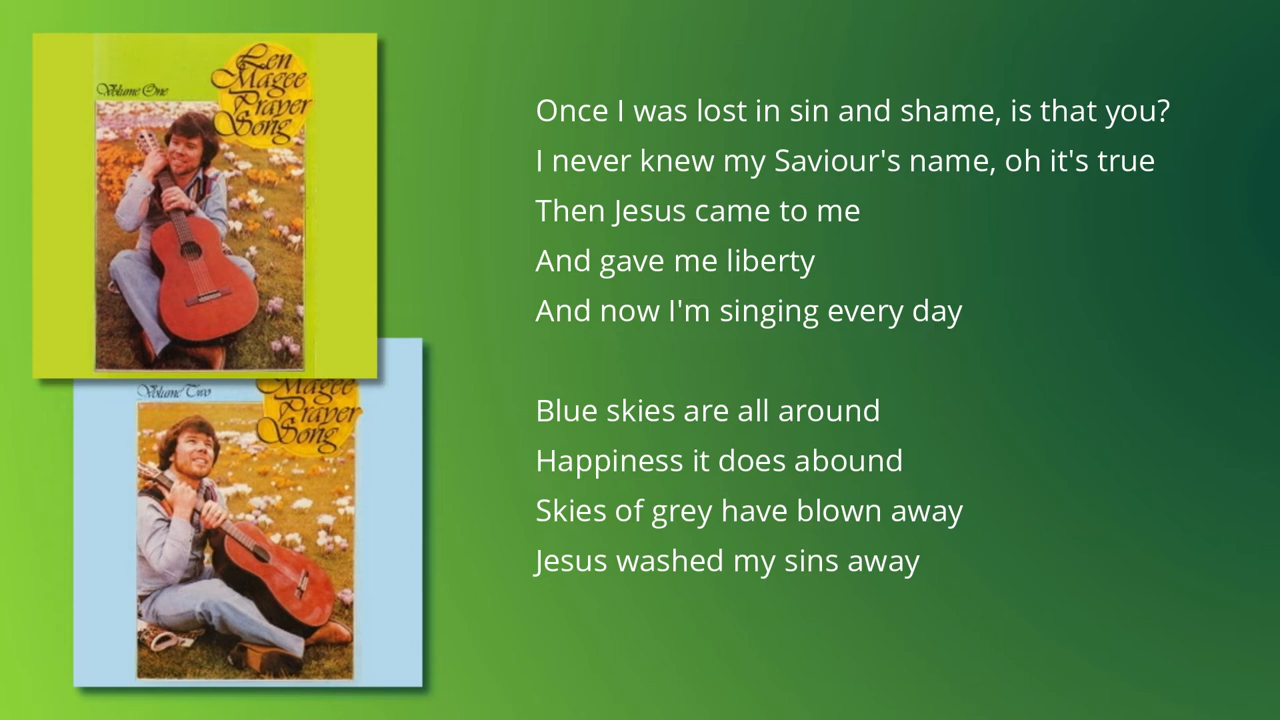 Volume One
Len
Magee
Prayer
Song
Volume Two
Magee
Prayer
Song
Once I was lost in sin and shame, is that you?
I never knew my Saviour's name, oh it's true
Then Jesus came to me
And gave me liberty
And now I'm singing every day
Blue skies are all around
Happiness it does abound
Skies of grey have blown away
Jesus washed my sins away